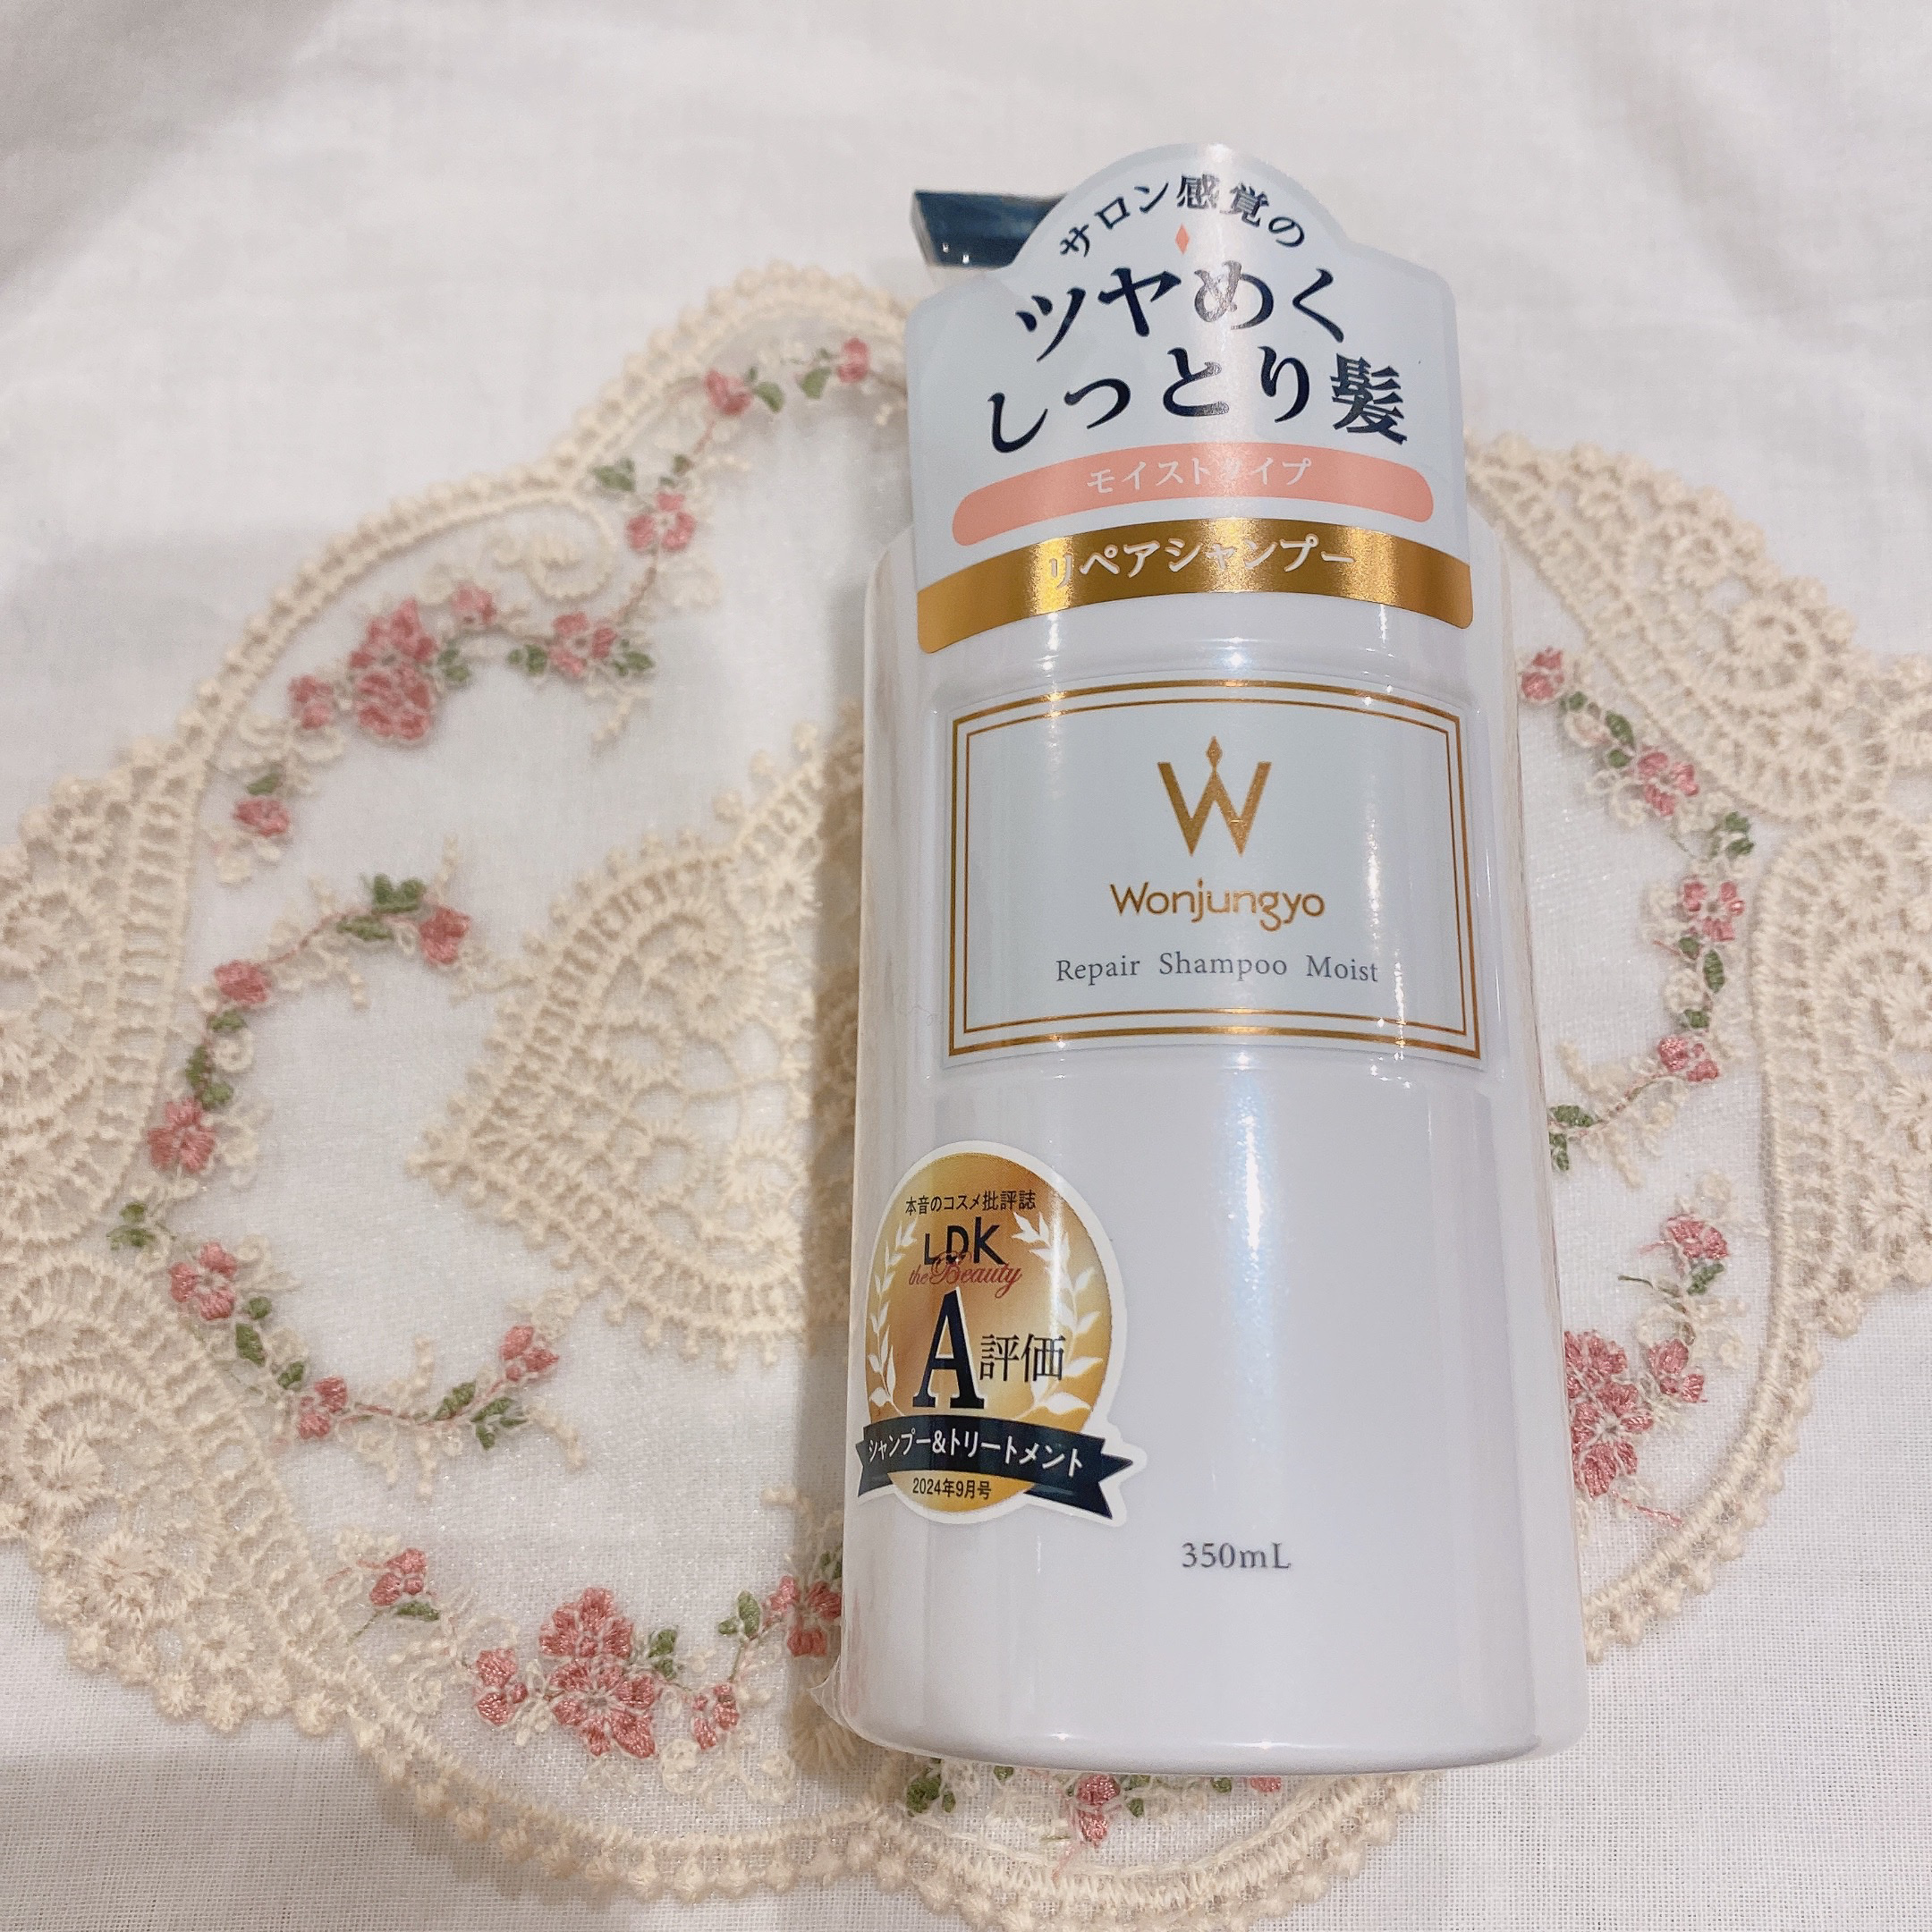 サロン感覚の
ツヤめく
しっとり髪
モイストタイプ
リペアシャンプー
W
Wonjungyo
Repair Shampoo Moist
本音のコスメ批評誌
LDK
the Beauty
A評価
シャンプー&トリートメント
2024年9月号
350mL